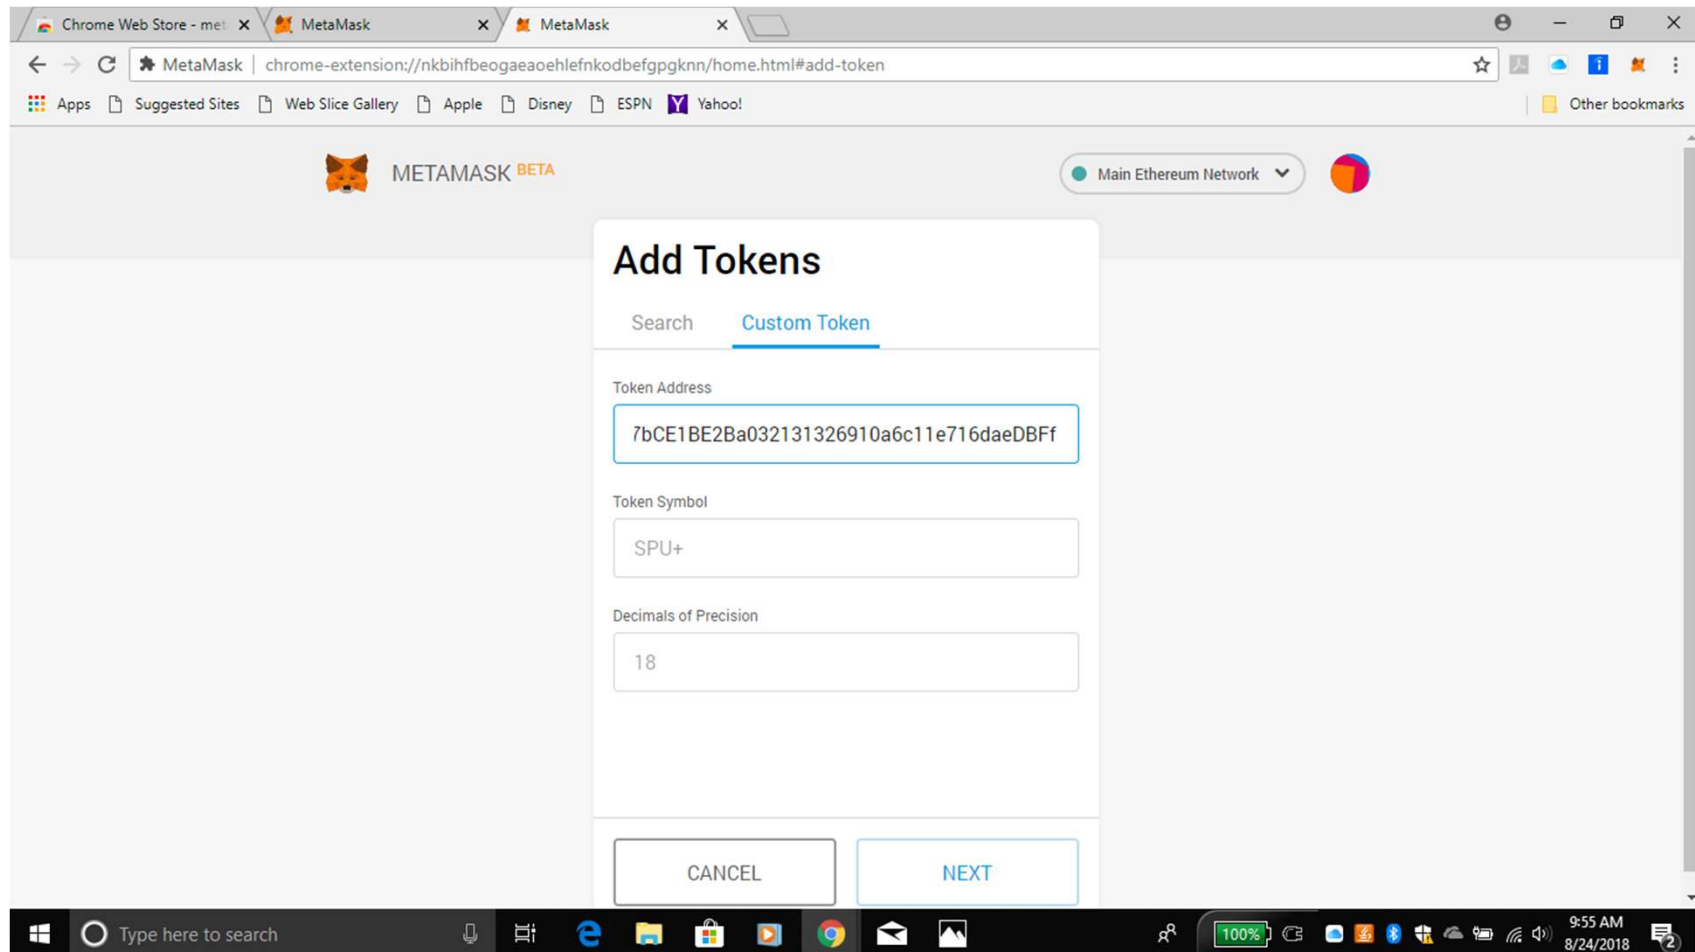 Chrome Web Store - met
MetaMask
MetaMask
MetaMask
chrome-extension://nkbihfbeogaeaoehlefnkodbefgpgknn/home.html#add-token
Apps Suggested Sites Web Slice Gallery Apple Disney ESPN Yahoo! Other bookmarks
METAMASK BETA
Main Ethereum Network
Add Tokens
Search Custom Token
Token Address
7bCE1BE2Ba032131326910a6c11e716daeDBFf
Token Symbol
SPU+
Decimals of Precision
18
CANCEL NEXT
Type here to search
100%
9:55 AM
8/24/2018
2